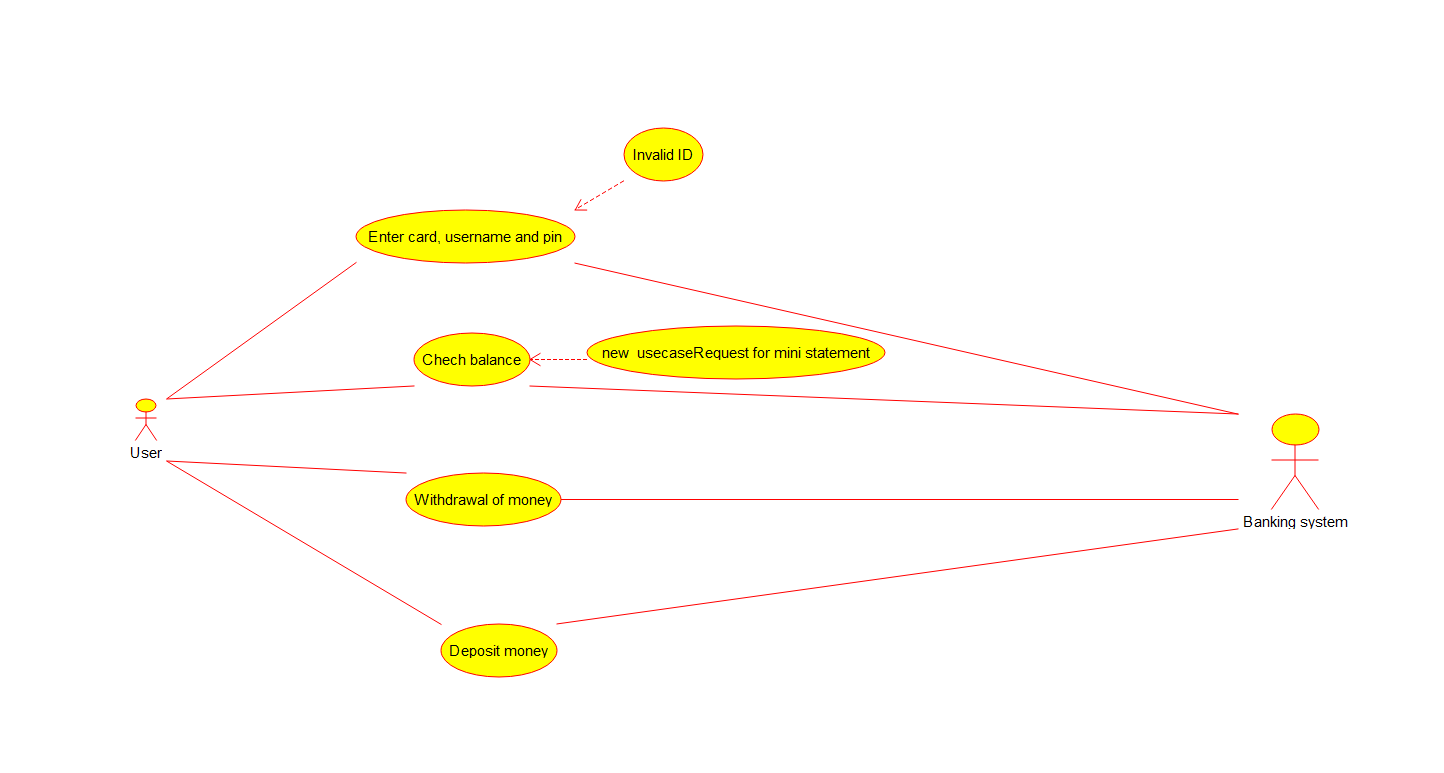 Invalid ID
Enter card, username and pin
new  usecaseRequest for mini statement
Chech balance
User
Withdrawal of money
Banking system
Deposit money